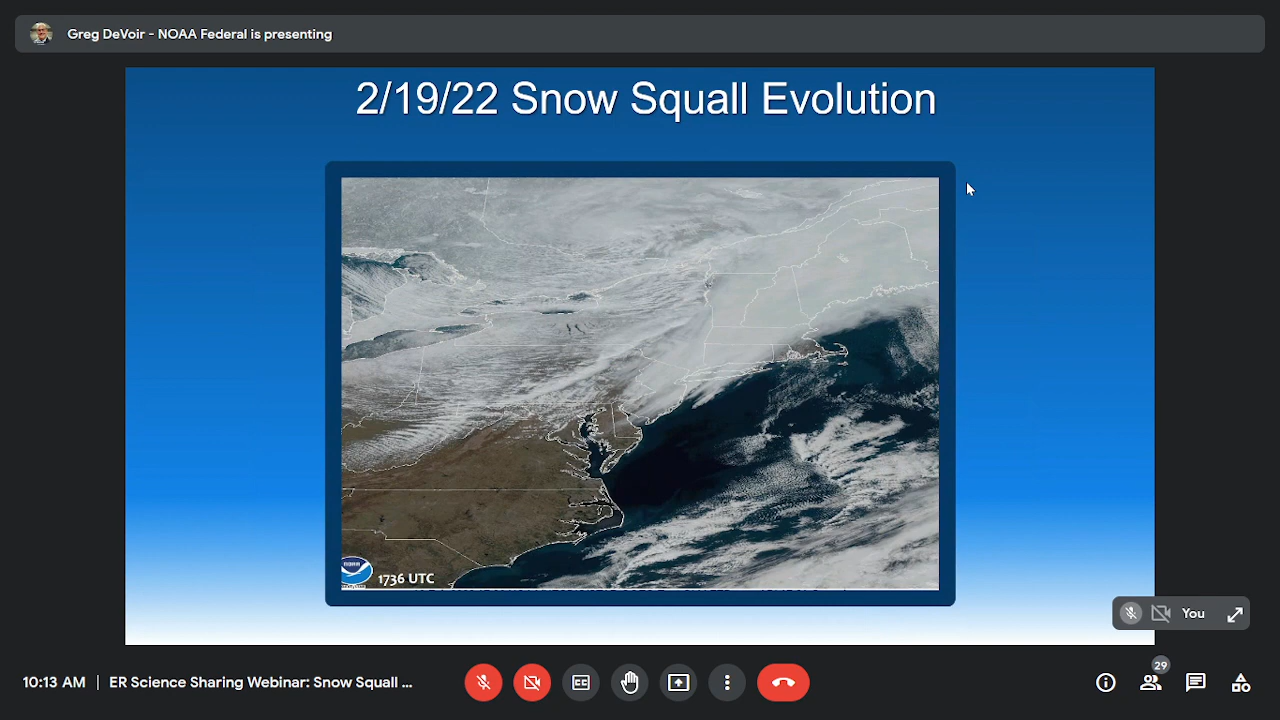 Greg DeVoir - NOAA Federal is presenting
2/19/22 Snow Squall Evolution
NOAA
1736 UTC
You
29
10:13 AM | ER Science Sharing Webinar: Snow Squall ...